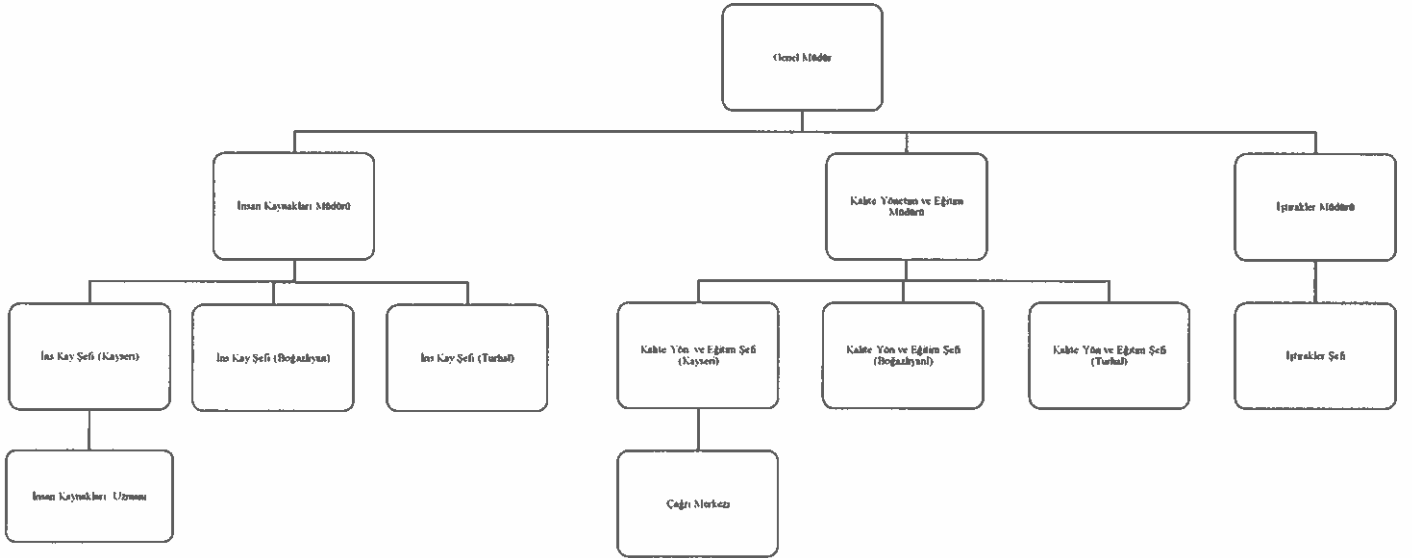 Genel Müdür
İnsan Kaynakları Müdürü
Kalite Yönetim ve Eğitim
Müdürü
İştirakler Müdürü
İns Kay Şefi (Kayseri)
İns Kay Şefi (Boğazlıyan)
İns Kay Şefi (Turhal)
Kalite Yön ve Eğitim Şefi
(Kayseri)
Kalite Yön ve Eğitim Şefi
(Boğazlıyanl)
Kalite Yön ve Eğitim Şefi
(Turhal)
İştirakler Şefi
İnsan Kaynakları Uzmanı
Çağrı Merkezi